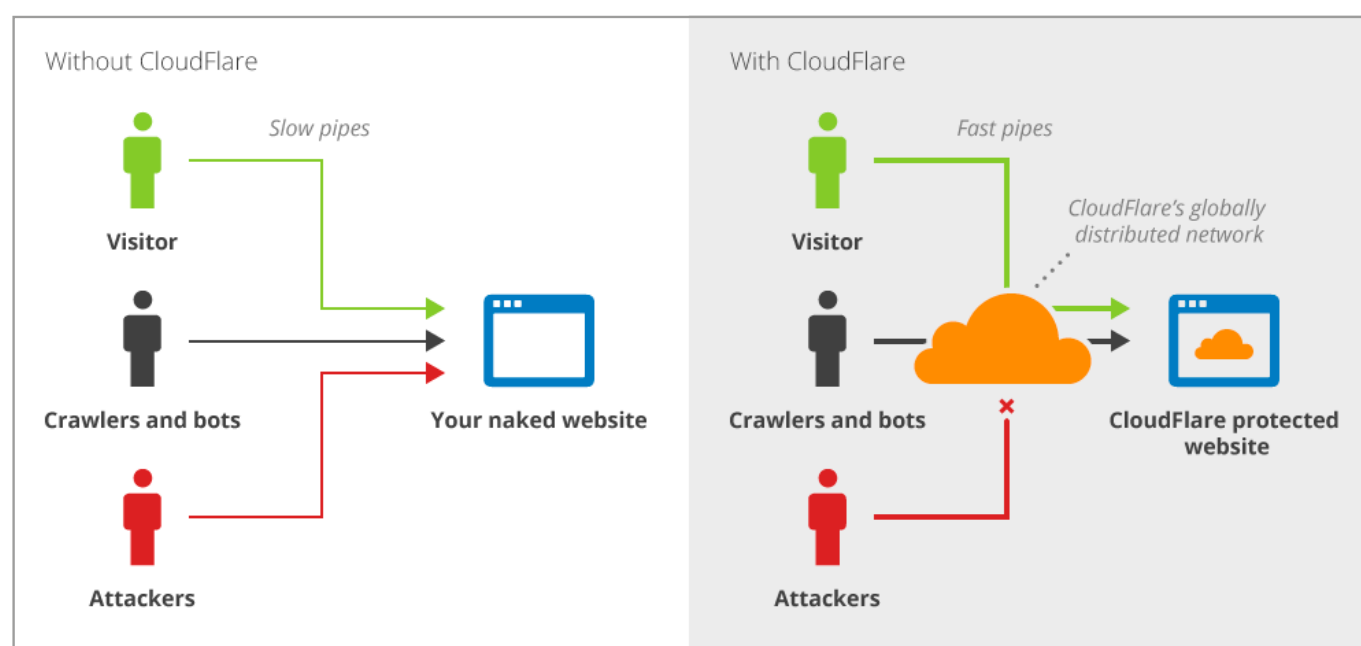 Without CloudFlare
Slow pipes
Visitor
Crawlers and bots
Your naked website
Attackers
With CloudFlare
Fast pipes
CloudFlare's globally
distributed network
Visitor
Crawlers and bots
CloudFlare protected
website
Attackers